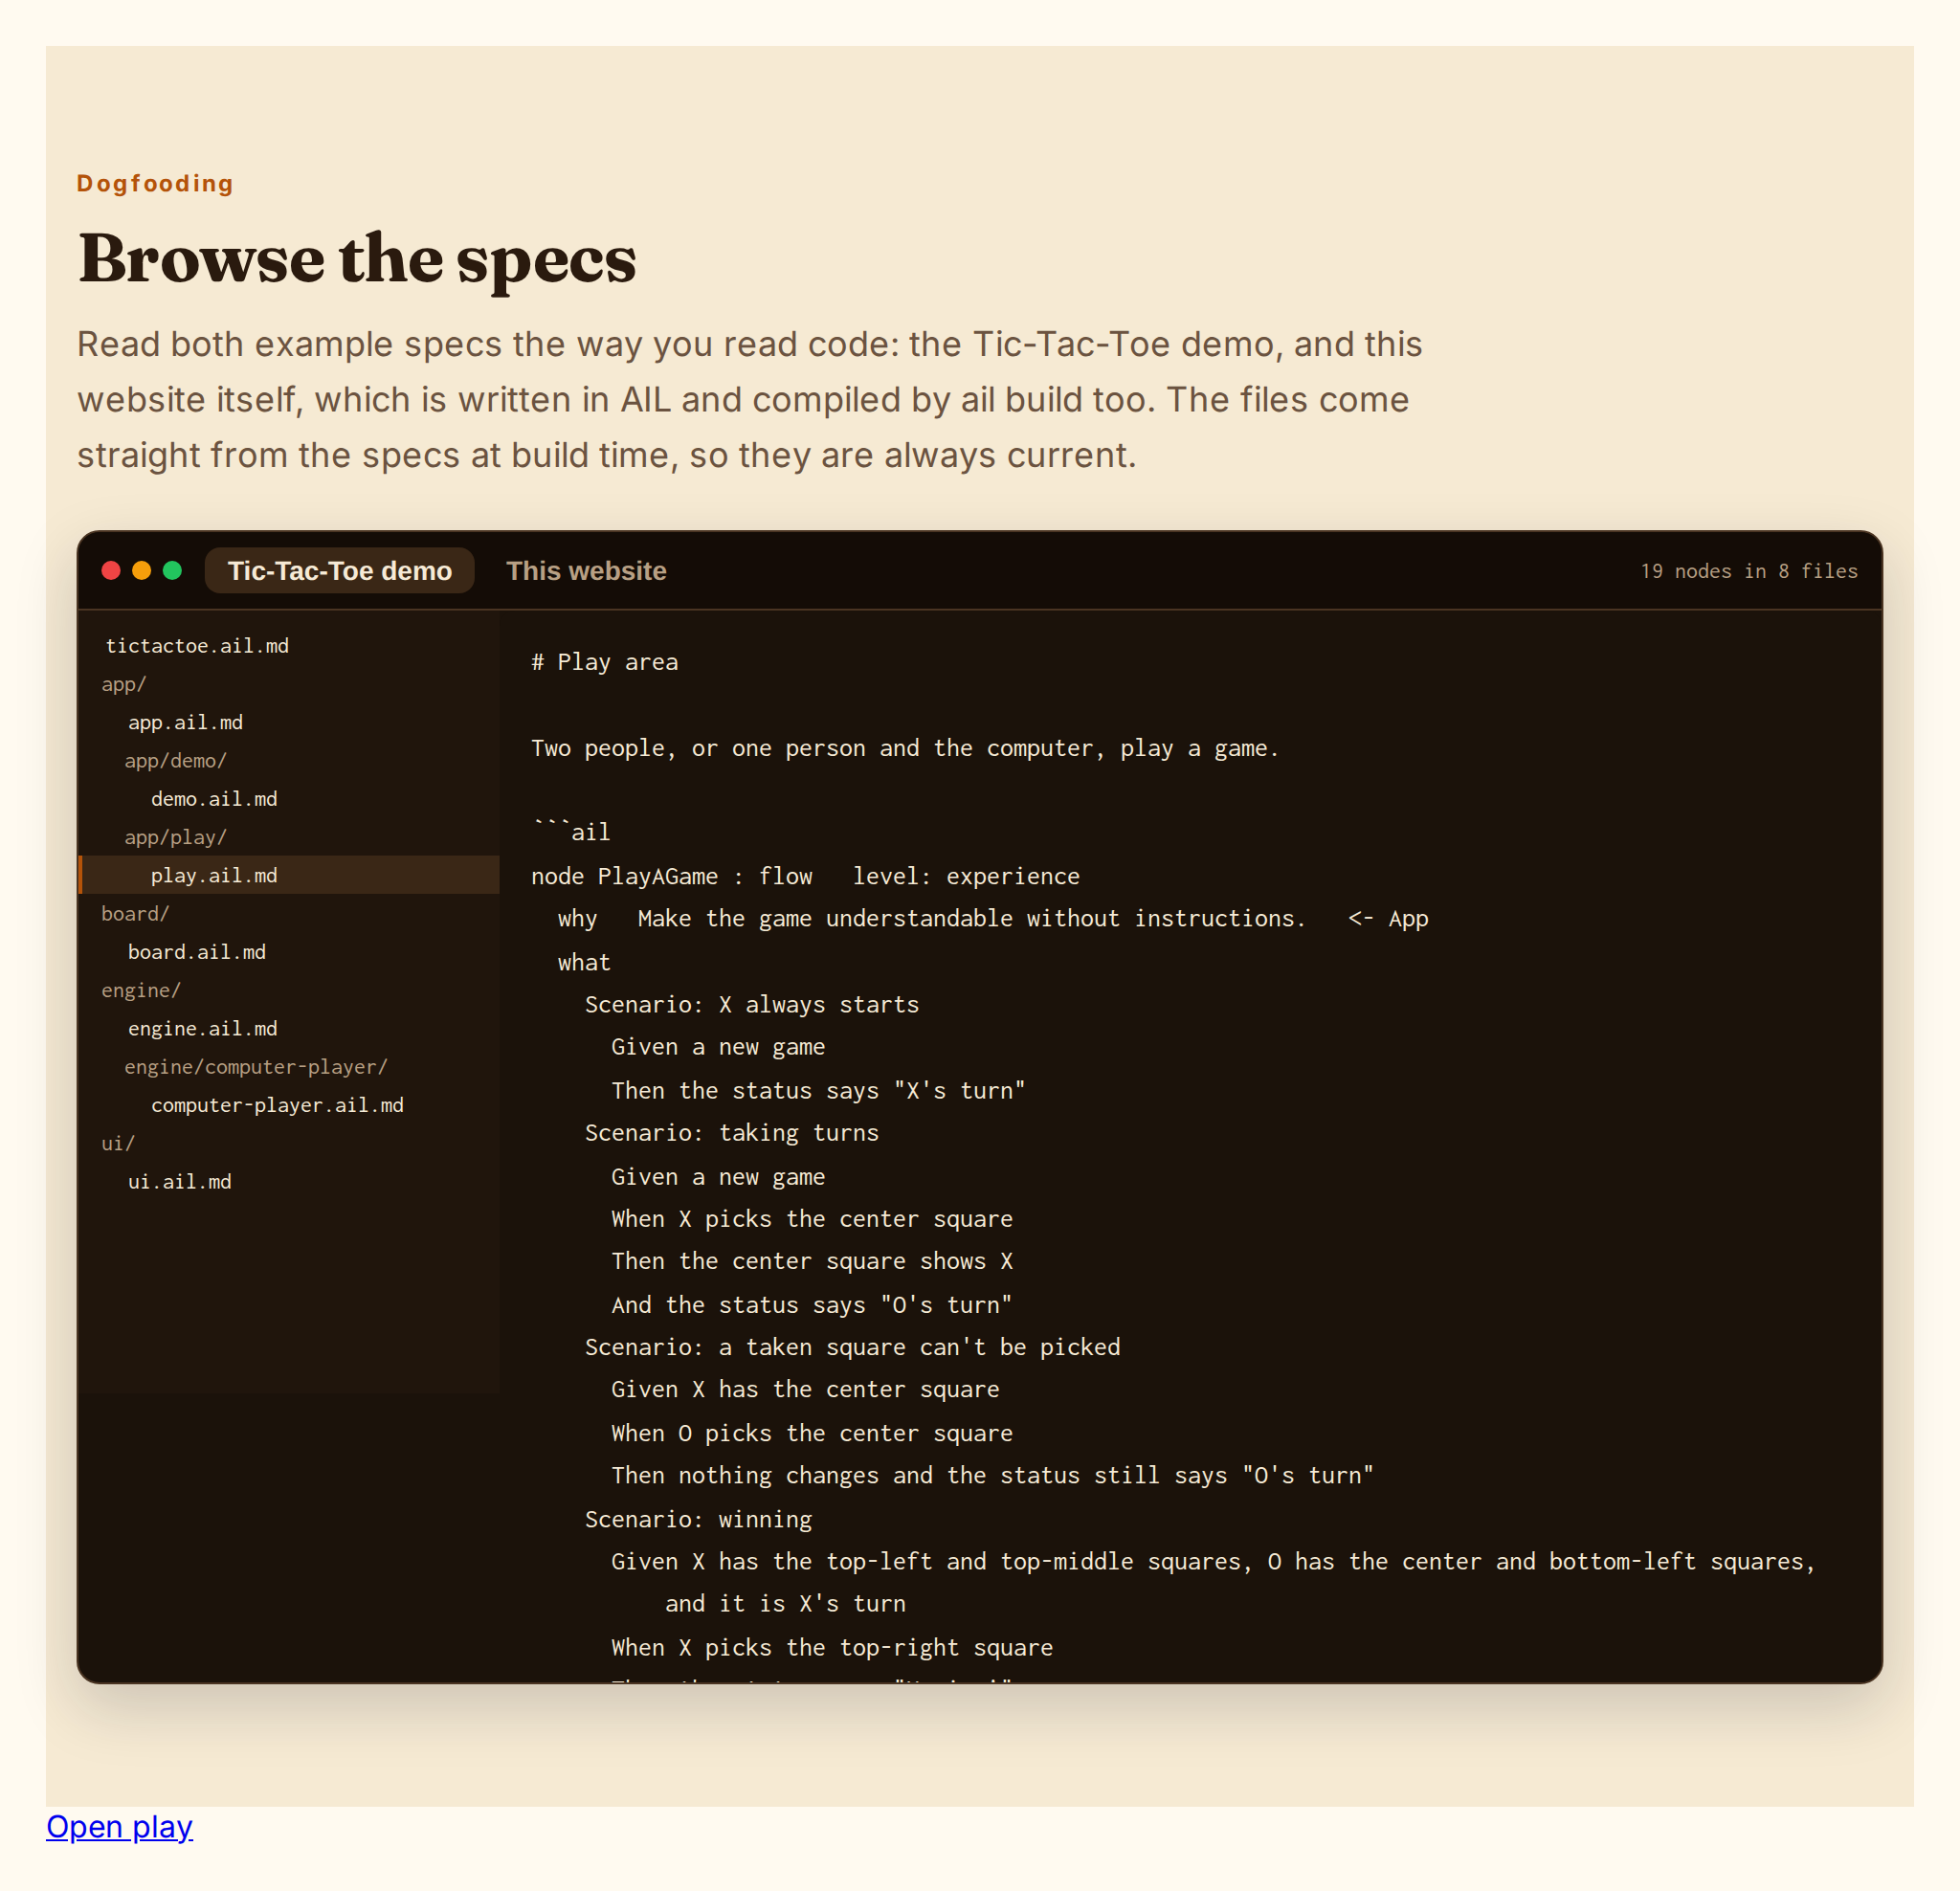 Dogfooding
Browse the specs
Read both example specs the way you read code: the Tic-Tac-Toe demo, and this
website itself, which is written in AIL and compiled by ail build too. The files come
straight from the specs at build time, so they are always current.
Tic-Tac-Toe demo
This website
19 nodes in 8 files
tictactoe.ail.md
app/
app.ail.md
app/demo/
demo.ail.md
app/play/
play.ail.md
board/
board.ail.md
engine/
engine.ail.md
engine/computer-player/
computer-player.ail.md
ui/
ui.ail.md
# Play area
Two people, or one person and the computer, play a game.
```ail
node PlayAGame : flow   level: experience
  why   Make the game understandable without instructions.   <- App
  what
    Scenario: X always starts
      Given a new game
      Then the status says "X's turn"
    Scenario: taking turns
      Given a new game
      When X picks the center square
      Then the center square shows X
      And the status says "O's turn"
    Scenario: a taken square can't be picked
      Given X has the center square
      When O picks the center square
      Then nothing changes and the status still says "O's turn"
    Scenario: winning
      Given X has the top-left and top-middle squares, O has the center and bottom-left squares,
          and it is X's turn
      When X picks the top-right square
Open play